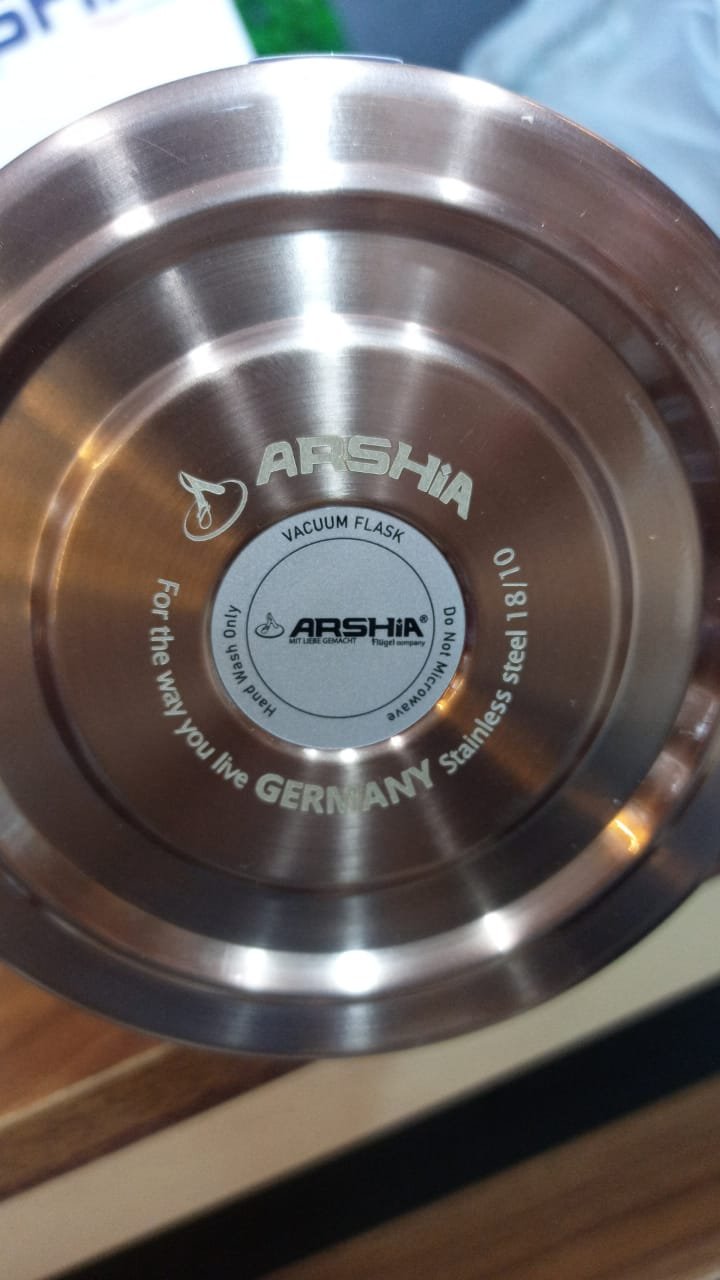 ARSHiA
For the way you live GERMANY Stainless steel 18/10
VACUUM FLASK
ARSHiA®
MIT LIEBE GEMACHT Flügel company
Hand Wash Only
Do Not Microwave